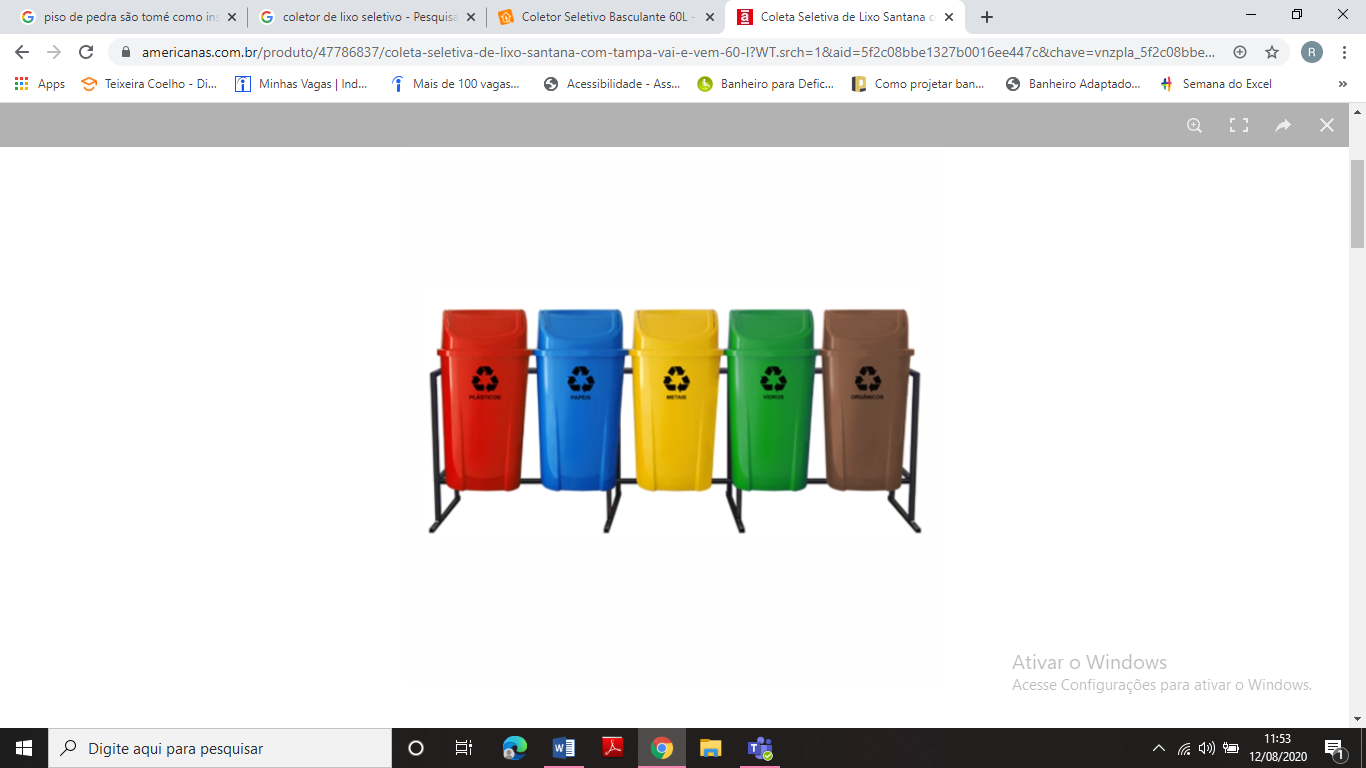 piso de pedra são tomé como ins
coletor de lixo seletivo - Pesquisa
Coletor Seletivo Basculante 60L -
Coleta Seletiva de Lixo Santana c
americanas.com.br/produto/47786837/coleta-seletiva-de-lixo-santana-com-tampa-vai-e-vem-60-l?WT.srch=1&aid=5f2c08bbe1327b0016ee447c&chave=vnzpla_5f2c08bbe...
R
Apps
Teixeira Coelho - Di...
Minhas Vagas | Ind...
Mais de 100 vagas...
Acessibilidade - Ass...
Banheiro para Defic...
Como projetar ban...
Banheiro Adaptado...
Semana do Excel
PLÁSTICOS
PAPÉIS
METAIS
VIDROS
ORGÂNICOS
Ativar o Windows
Acesse Configurações para ativar o Windows.
Digite aqui para pesquisar
11:53
12/08/2020
1